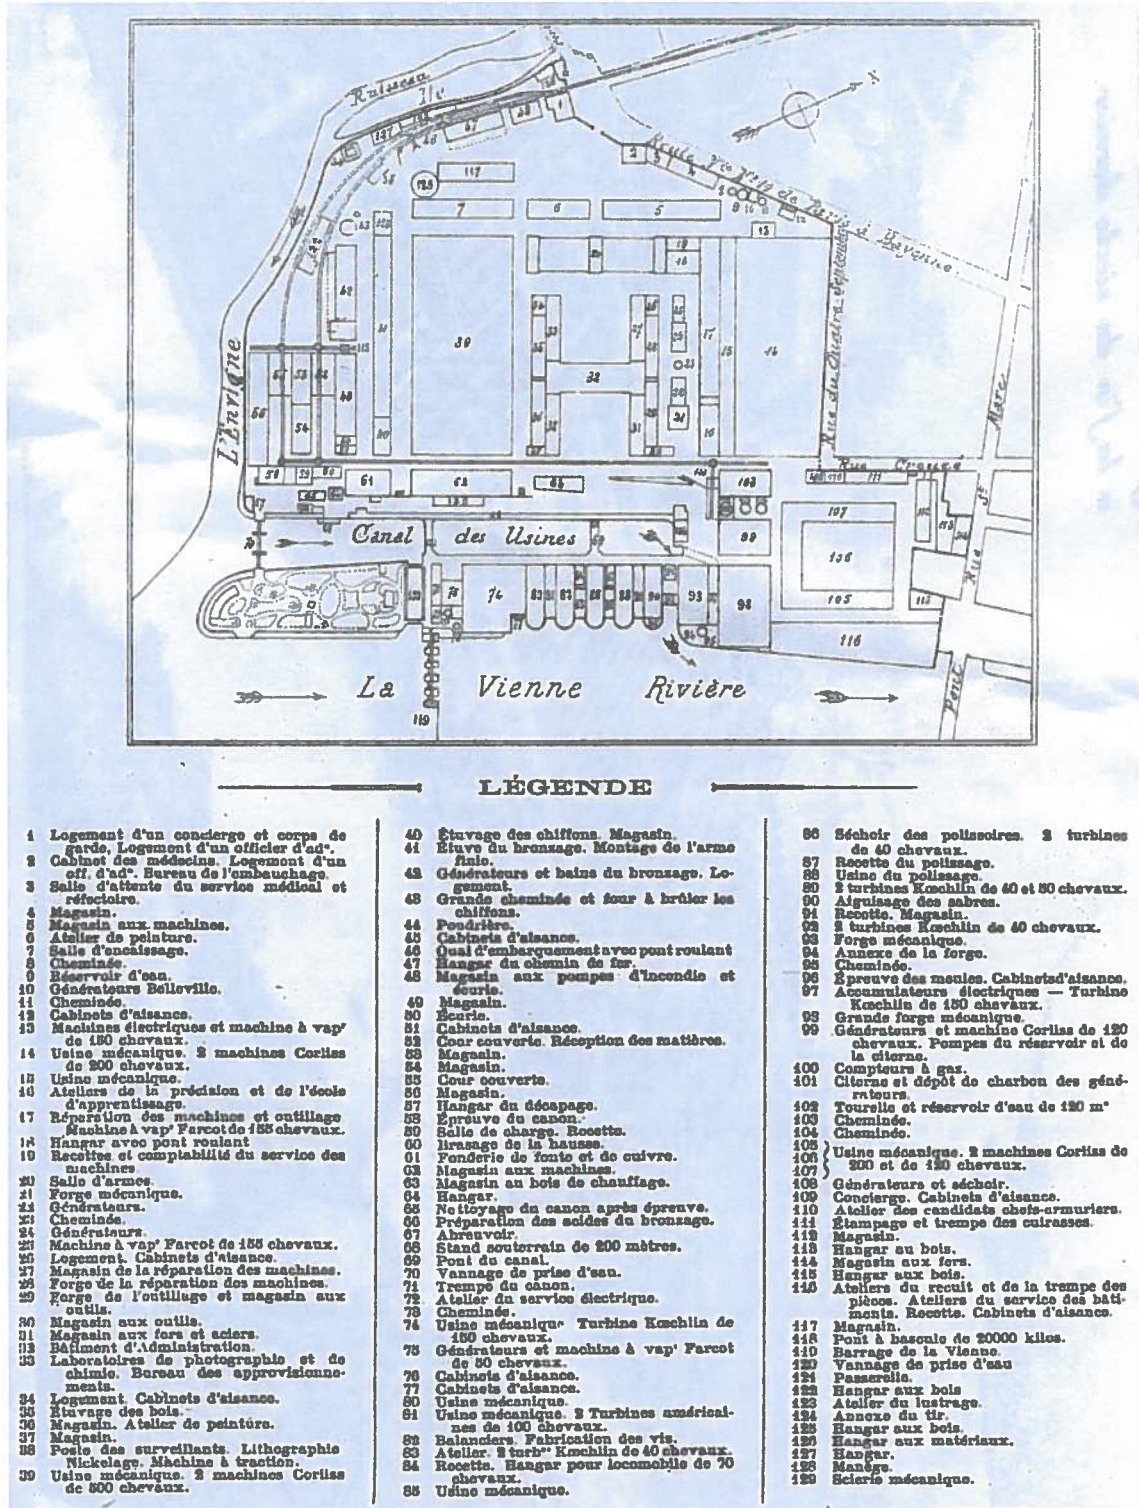 Ruisseau
N
Route N^le N° 10 de Paris à Bayonne
L'Envigne
Rue du Quatre Septembre
Rue Creuzé
Rue St Marc
Canal des Usines
La Vienne Rivière
Pont
119
LÉGENDE
1 Logement d'un concierge et corps de
garde, Logement d'un officier d'adⁿ.
2 Cabinet des médecins. Logement d'un
off. d'adⁿ. Bureau de l'embauchage.
3 Salle d'attente du service médical et
réfectoire.
4 Magasin.
5 Magasin aux machines.
6 Atelier de peinture.
7 Salle d'encaissage.
8 Cheminée.
9 Réservoir d'eau.
10 Générateurs Belleville.
11 Cheminée.
12 Cabinets d'aisance.
13 Machines électriques et machine à vapʳ
de 150 chevaux.
14 Usine mécanique. 2 machines Corliss
de 200 chevaux.
15 Usine mécanique.
16 Ateliers de la précision et de l'école
d'apprentissage.
17 Réparation des machines et outillage
Machine à vapʳ Farcot de 155 chevaux.
18 Hangar avec pont roulant
19 Recettes et comptabilité du service des
machines
20 Salle d'armes.
21 Forge mécanique.
22 Générateurs.
23 Cheminée.
24 Générateurs.
25 Machine à vapʳ Farcot de 155 chevaux.
26 Logement. Cabinets d'aisance.
27 Magasin de la réparation des machines.
28 Forge de la réparation des machines.
29 Forge de l'outillage et magasin aux
outils.
30 Magasin aux outils.
31 Magasin aux fers et aciers.
32 Bâtiment d'Administration.
33 Laboratoires de photographie et de
chimie. Bureau des approvisionne-
ments.
34 Logement. Cabinets d'aisance.
35 Étuvage des bois.
36 Magasin. Atelier de peinture.
37 Magasin.
38 Poste des surveillants. Lithographie
Nickelage. Machine à traction.
39 Usine mécanique. 2 machines Corliss
de 500 chevaux.
40 Étuvage des chiffons. Magasin.
41 Étuve du bronzage. Montage de l'arme
finie.
42 Générateurs et bains du bronzage. Lo-
gement.
43 Grande cheminée et four à brûler les
chiffons.
44 Poudrière.
45 Cabinets d'aisance.
46 Quai d'embarquement avec pont roulant
47 Hangar du chemin de fer.
48 Magasin aux pompes d'incendie et
écurie.
49 Magasin.
50 Écurie.
51 Cabinets d'aisance.
52 Cour couverte. Réception des matières.
53 Magasin.
54 Magasin.
55 Cour couverte.
56 Magasin.
57 Hangar du décapage.
58 Épreuve du canon.
59 Salle de charge. Recette.
60 Brasage de la hausse.
61 Fonderie de fonte et de cuivre.
62 Magasin aux machines.
63 Magasin au bois de chauffage.
64 Hangar.
65 Nettoyage du canon après épreuve.
66 Préparation des acides du bronzage.
67 Abreuvoir.
68 Stand souterrain de 200 mètres.
69 Pont du canal.
70 Vannage de prise d'eau.
71 Trempe du canon.
72 Atelier du service électrique.
73 Cheminée.
74 Usine mécanique Turbine Kœchlin de
150 chevaux.
75 Générateurs et machine à vapʳ Farcot
de 50 chevaux.
76 Cabinets d'aisance.
77 Cabinets d'aisance.
80 Usine mécanique.
81 Usine mécanique. 2 Turbines américai-
nes de 100 chevaux.
82 Balanciers. Fabrication des vis.
83 Atelier. 2 turbᵉˢ Kœchlin de 40 chevaux.
84 Recette. Hangar pour locomobile de 70
chevaux.
85 Usine mécanique.
86 Séchoir des polissoires. 2 turbines
de 40 chevaux.
87 Recette du polissage.
88 Usine du polissage.
89 2 turbines Kœchlin de 40 et 50 chevaux.
90 Aiguisage des sabres.
91 Recette. Magasin.
92 2 turbines Kœchlin de 40 chevaux.
93 Forge mécanique.
94 Annexe de la forge.
95 Cheminée.
96 Épreuve des meules. Cabinets d'aisance.
97 Accumulateurs électriques — Turbine
Kœchlin de 150 chevaux.
98 Grande forge mécanique.
99 Générateurs et machine Corliss de 120
chevaux. Pompes du réservoir et de
la citerne.
100 Compteurs à gaz.
101 Citerne et dépôt de charbon des géné-
rateurs.
102 Tourelle et réservoir d'eau de 120 m³
103 Cheminée.
104 Cheminée.
105
106 Usine mécanique. 2 machines Corliss de
107 200 et de 120 chevaux.
108 Générateurs et séchoir.
109 Concierge. Cabinets d'aisance.
110 Atelier des candidats chefs-armuriers.
111 Étampage et trempe des cuirasses.
112 Magasin.
113 Hangar au bois.
114 Magasin aux fers.
115 Hangar aux bois.
116 Ateliers du recuit et de la trempe des
pièces. Ateliers du service des bâti-
ments. Recette. Cabinets d'aisance.
117 Magasin.
118 Pont à bascule de 20000 kilos.
119 Barrage de la Vienne.
120 Vannage de prise d'eau
121 Passerelle.
122 Hangar aux bois
123 Atelier du lustrage.
124 Annexe du tir.
125 Hangar aux bois.
126 Hangar aux matériaux.
127 Hangar.
128 Manège.
129 Scierie mécanique.